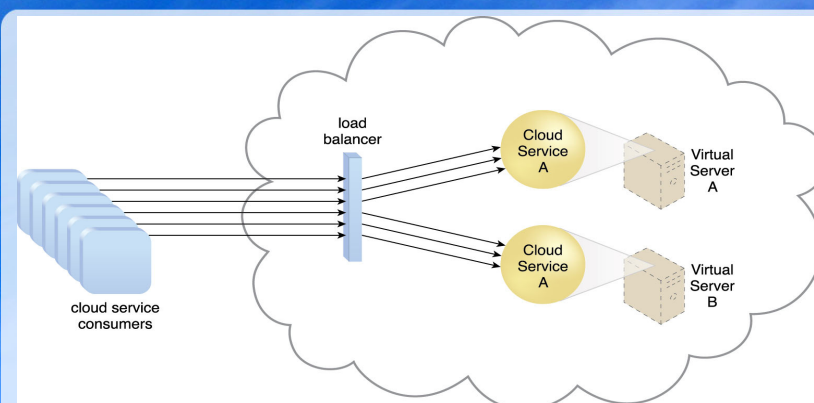 load
balancer
Cloud
Service
A
Virtual
Server
A
Cloud
Service
A
Virtual
Server
B
cloud service
consumers